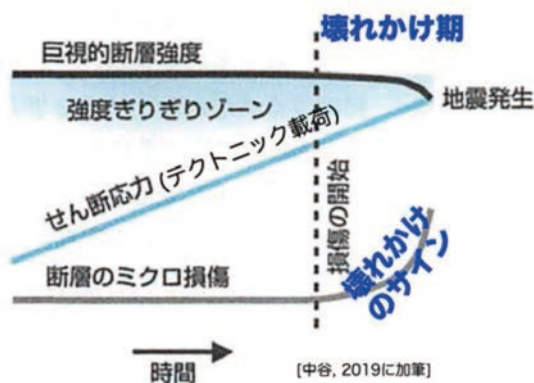 壊れかけ期
巨視的断層強度
地震発生
強度ぎりぎりゾーン
せん断応力 (テクトニック載荷)
損傷の開始
断層のミクロ損傷
壊れかけ
のサイン
時間
[中谷, 2019に加筆]